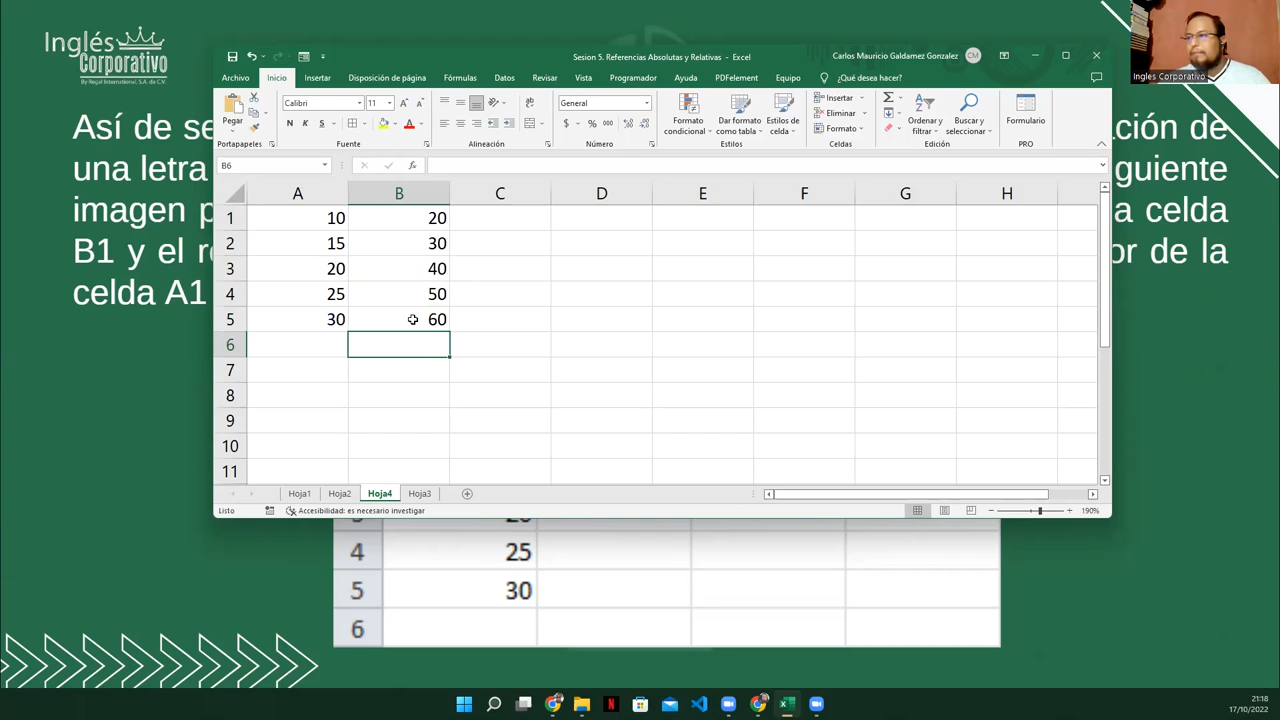 Inglés
Corporativo
By Regal International, S.A. de C.V.
Sesion 5. Referencias Absolutas y Relativas - Excel
Carlos Mauricio Galdamez Gonzalez
CM
Archivo Inicio Insertar Disposición de página Fórmulas Datos Revisar Vista Programador Ayuda PDFelement Equipo ¿Qué desea hacer?
Pegar
Calibri 11
N K S
General
$ % 000
Formato condicional
Dar formato como tabla
Estilos de celda
Insertar
Eliminar
Formato
Ordenar y filtrar
Buscar y seleccionar
Formulario
Portapapeles Fuente Alineación Número Estilos Celdas Edición PRO
B6 fx
A B C D E F G H
1 10 20
2 15 30
3 20 40
4 25 50
5 30 60
6
7
8
9
10
11
Hoja1 Hoja2 Hoja4 Hoja3
Listo Accesibilidad: es necesario investigar 190%
Ingles Corporativo
Así de se ación de
una letra guiente
imagen p a celda
B1 y el r or de la
celda A1
4 25
5 30
6
21:18
17/10/2022